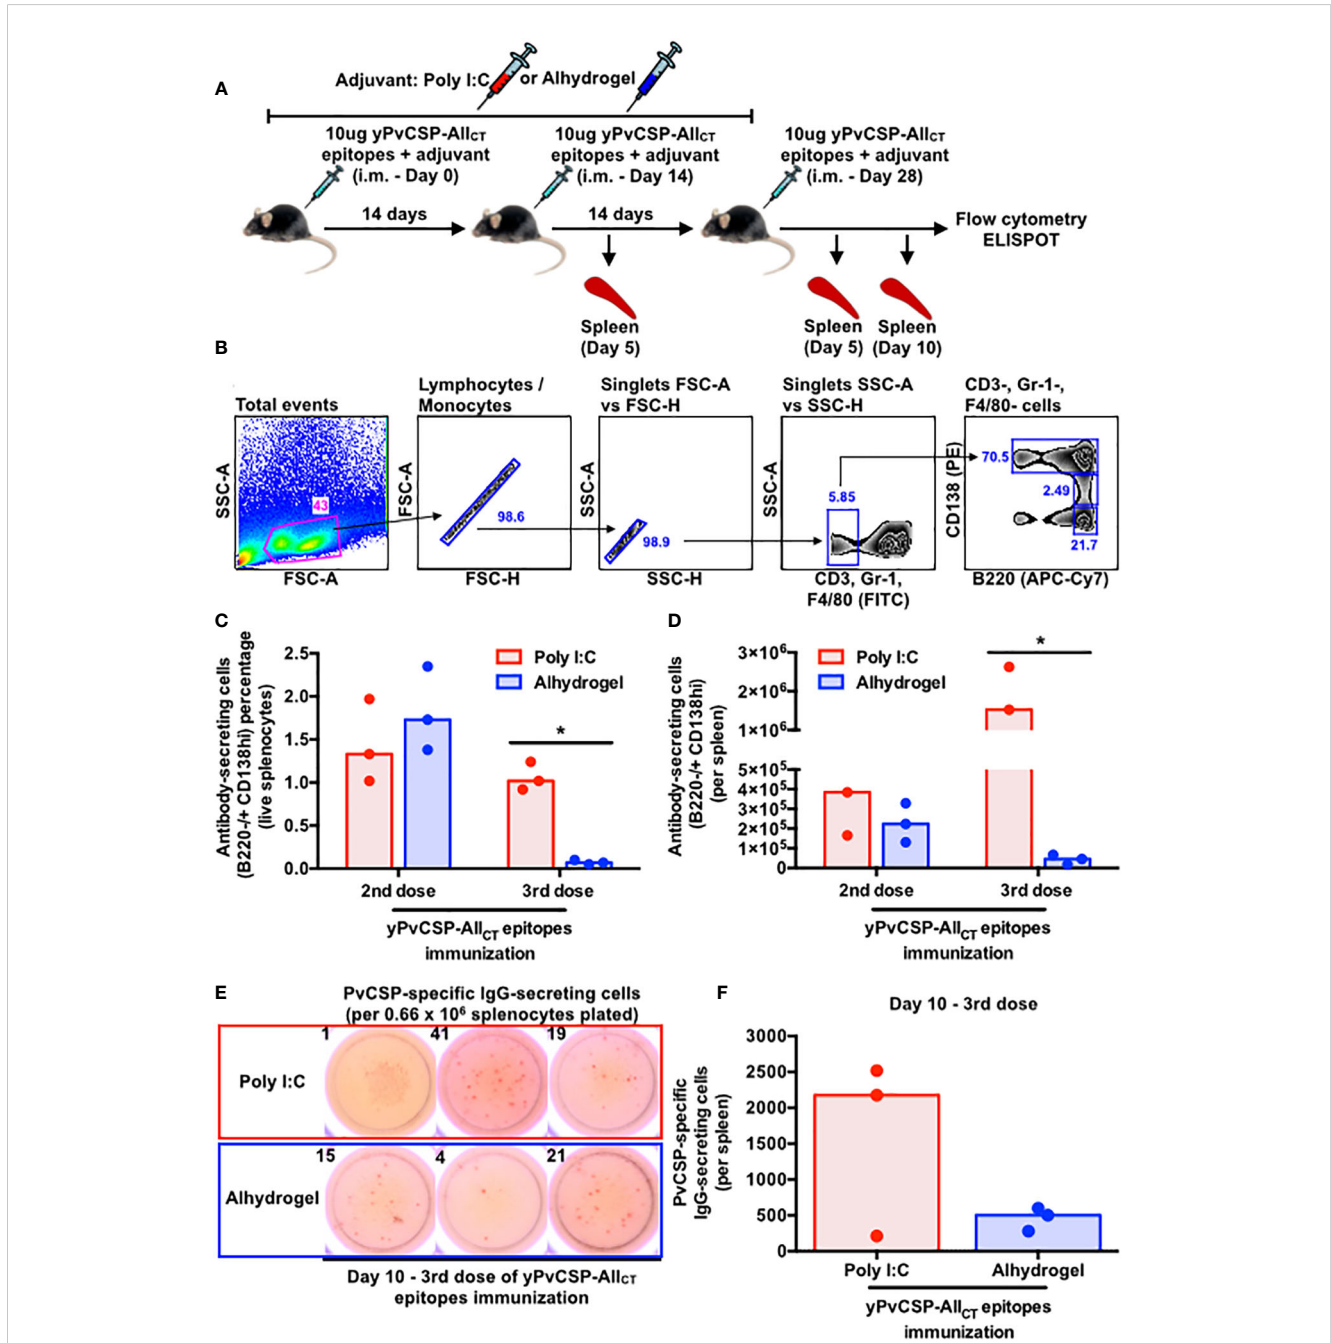 A
Adjuvant: Poly I:C or Alhydrogel
10ug yPvCSP-AllCT
epitopes + adjuvant
(i.m. - Day 0)
10ug yPvCSP-AllCT
epitopes + adjuvant
(i.m. - Day 14)
10ug yPvCSP-AllCT
epitopes + adjuvant
(i.m. - Day 28)
14 days
14 days
Flow cytometry
ELISPOT
Spleen
(Day 5)
Spleen
(Day 5)
Spleen
(Day 10)
B
Total events
SSC-A
43
FSC-A
Lymphocytes /
Monocytes
FSC-A
98.6
FSC-H
Singlets FSC-A
vs FSC-H
SSC-A
98.9
SSC-H
Singlets SSC-A
vs SSC-H
SSC-A
5.85
CD3, Gr-1,
F4/80 (FITC)
CD3-, Gr-1-,
F4/80- cells
CD138 (PE)
70.5
2.49
21.7
B220 (APC-Cy7)
C
Antibody-secreting cells
(B220-/+ CD138hi) percentage
(live splenocytes)
2.5
2.0
1.5
1.0
0.5
0.0
Poly I:C
Alhydrogel
*
2nd dose
3rd dose
yPvCSP-AllCT epitopes
immunization
D
Antibody-secreting cells
(B220-/+ CD138hi)
(per spleen)
3×10⁶
2×10⁶
1×10⁶
5×10⁵
4×10⁵
3×10⁵
2×10⁵
1×10⁵
0
Poly I:C
Alhydrogel
*
2nd dose
3rd dose
yPvCSP-AllCT epitopes
immunization
E
PvCSP-specific IgG-secreting cells
(per 0.66 x 10⁶ splenocytes plated)
Poly I:C
1
41
19
Alhydrogel
15
4
21
Day 10 - 3rd dose of yPvCSP-AllCT
epitopes immunization
F
Day 10 - 3rd dose
PvCSP-specific
IgG-secreting cells
(per spleen)
3000
2500
2000
1500
1000
500
0
Poly I:C
Alhydrogel
yPvCSP-AllCT epitopes
immunization